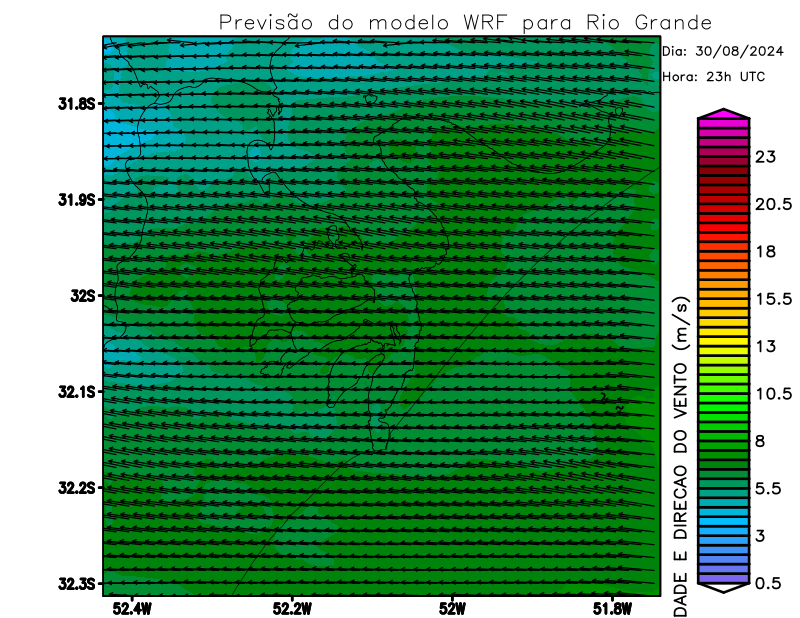 Previsão do modelo WRF para Rio Grande
Dia: 30/08/2024
Hora: 23h UTC
31.8S
31.9S
32S
32.1S
32.2S
32.3S
52.4W
52.2W
52W
51.8W
23
20.5
18
15.5
13
10.5
8
5.5
3
0.5
DADE E DIRECAO DO VENTO (m/s)